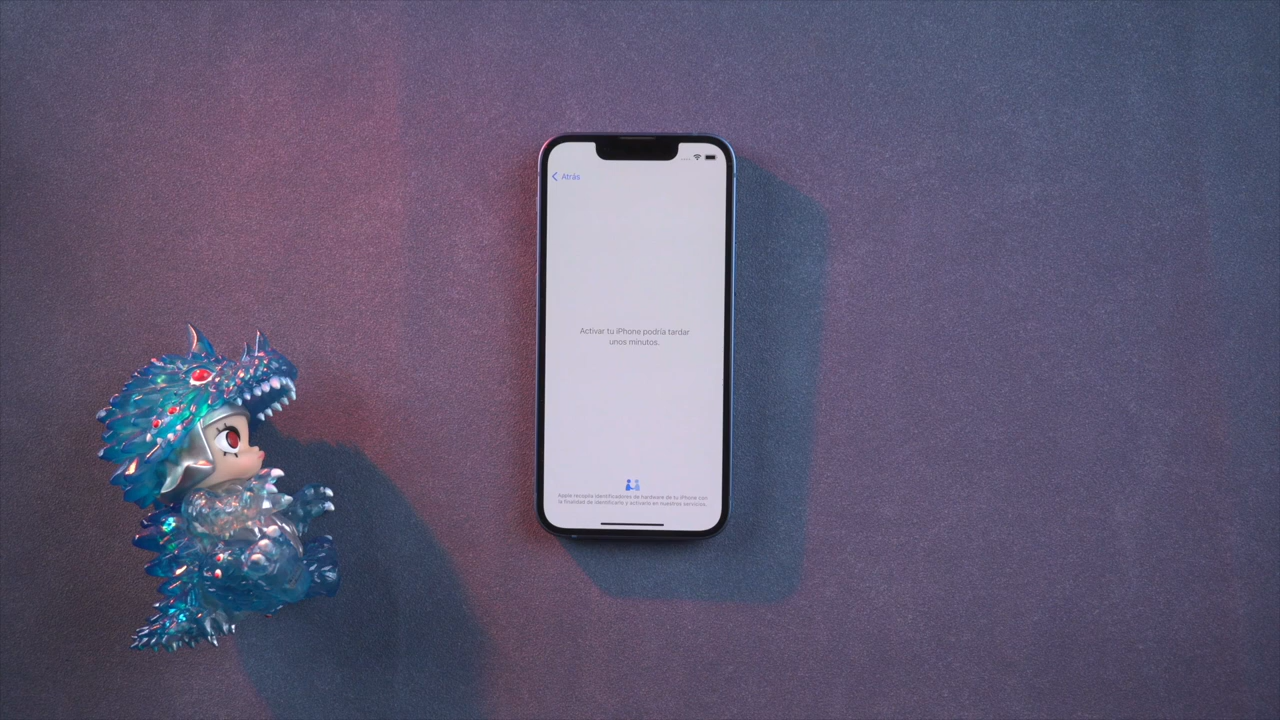 Atrás
Activar tu iPhone podría tardar
unos minutos.
Apple recopila identificadores de hardware de tu iPhone con
la finalidad de identificarlo y activarlo en nuestros servicios.